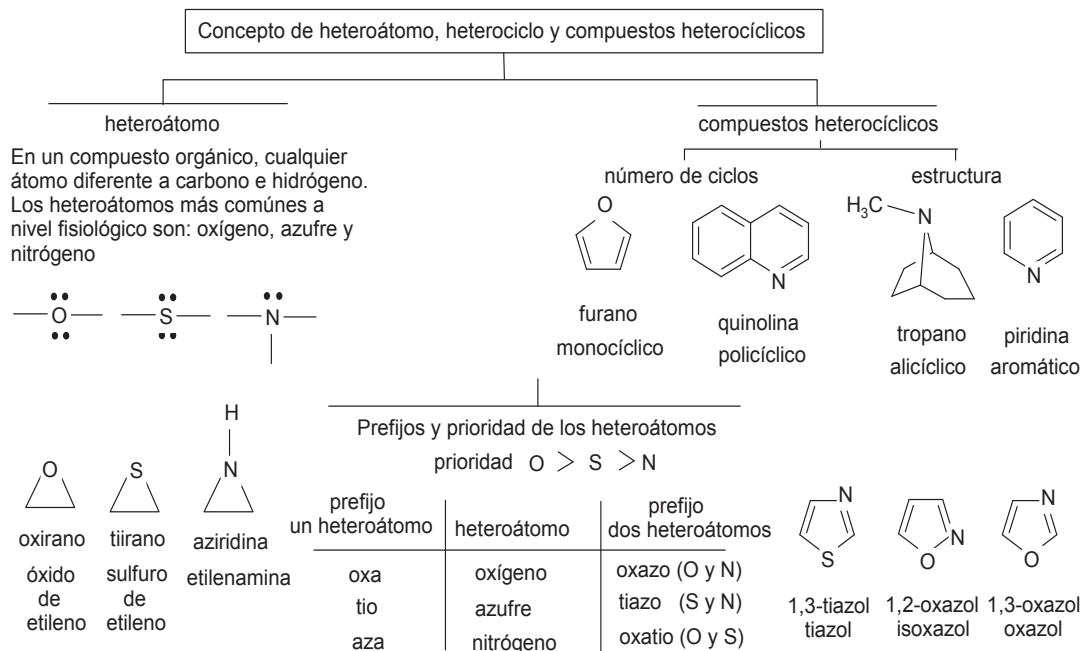 Concepto de heteroátomo, heterociclo y compuestos heterocíclicos
heteroátomo
En un compuesto orgánico, cualquier
átomo diferente a carbono e hidrógeno.
Los heteroátomos más comúnes a
nivel fisiológico son: oxígeno, azufre y
nitrógeno
O S N
compuestos heterocíclicos
número de ciclos
estructura
O
furano
monocíclico
N
quinolina
policíclico
H3C
N
tropano
alicíclico
N
piridina
aromático
O
oxirano
óxido
de
etileno
S
tiirano
sulfuro
de
etileno
H
N
aziridina
etilenamina
Prefijos y prioridad de los heteroátomos
prioridad O > S > N
prefijo
un heteroátomo
heteroátomo
prefijo
dos heteroátomos
oxa oxígeno oxazo (O y N)
tio azufre tiazo (S y N)
aza nitrógeno oxatio (O y S)
N
S
1,3-tiazol
tiazol
N
O
1,2-oxazol
isoxazol
N
O
1,3-oxazol
oxazol